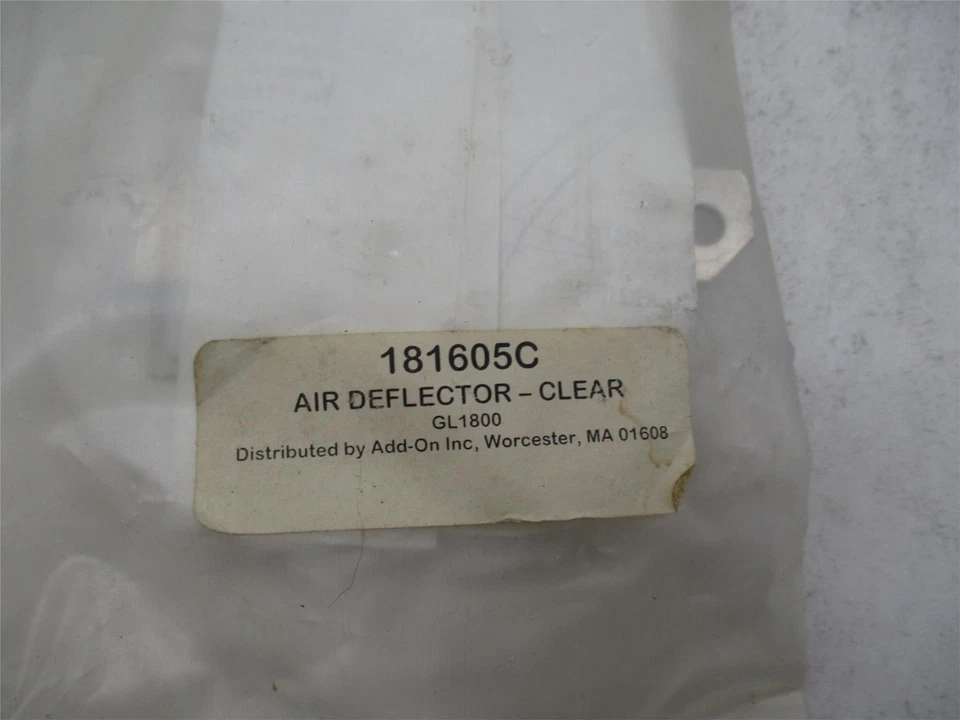 181605C
AIR DEFLECTOR – CLEAR
GL1800
Distributed by Add-On Inc, Worcester, MA 01608